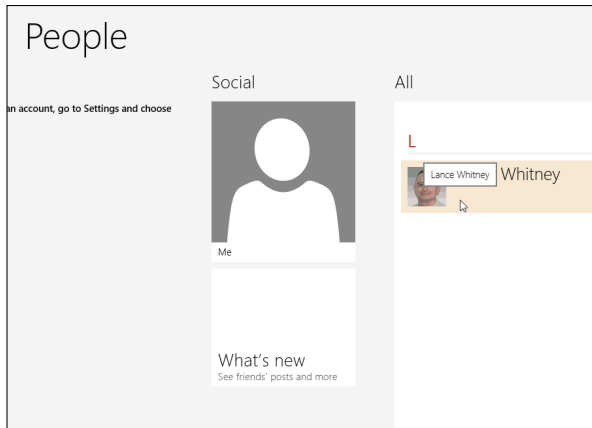 People
an account, go to Settings and choose
Social
Me
What's new
See friends' posts and more
All
L
Lance Whitney
Whitney